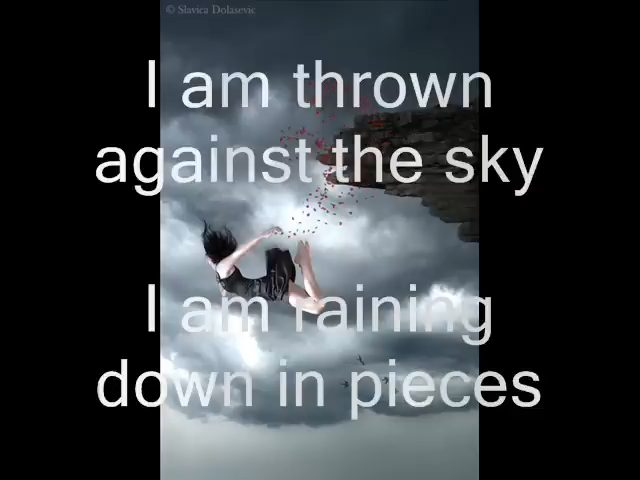 © Slavica Dolasevic
I am thrown
against the sky
I am raining
down in pieces